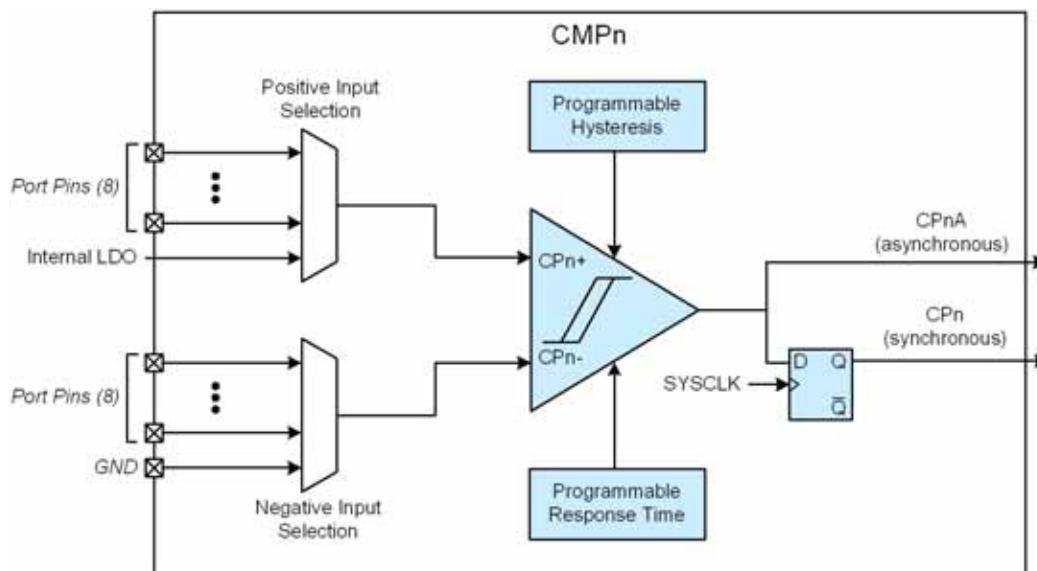 CMPn
Positive Input
Selection
Programmable
Hysteresis
Port Pins (8)
Internal LDO
CPn+
CPnA
(asynchronous)
CPn-
CPn
(synchronous)
Port Pins (8)
SYSCLK
D Q
Q
GND
Negative Input
Selection
Programmable
Response Time